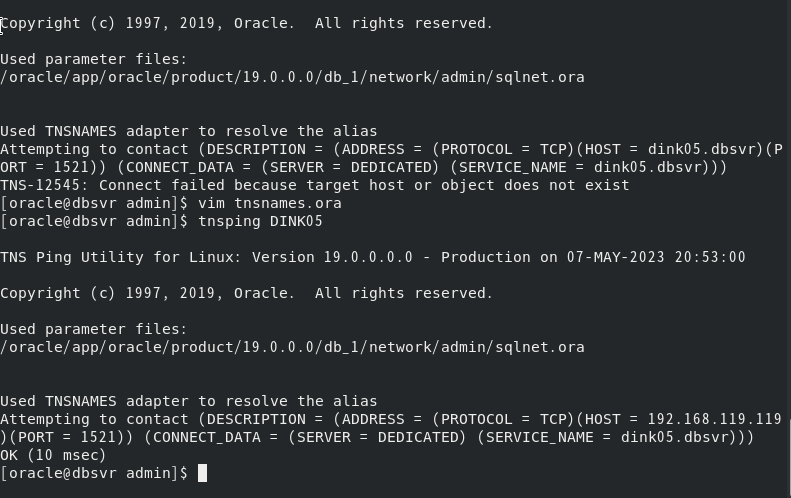 Copyright (c) 1997, 2019, Oracle.  All rights reserved.
Used parameter files:
/oracle/app/oracle/product/19.0.0.0/db_1/network/admin/sqlnet.ora
Used TNSNAMES adapter to resolve the alias
Attempting to contact (DESCRIPTION = (ADDRESS = (PROTOCOL = TCP)(HOST = dink05.dbsvr)(P
ORT = 1521)) (CONNECT_DATA = (SERVER = DEDICATED) (SERVICE_NAME = dink05.dbsvr)))
TNS-12545: Connect failed because target host or object does not exist
[oracle@dbsvr admin]$ vim tnsnames.ora
[oracle@dbsvr admin]$ tnsping DINK05
TNS Ping Utility for Linux: Version 19.0.0.0.0 - Production on 07-MAY-2023 20:53:00
Copyright (c) 1997, 2019, Oracle.  All rights reserved.
Used parameter files:
/oracle/app/oracle/product/19.0.0.0/db_1/network/admin/sqlnet.ora
Used TNSNAMES adapter to resolve the alias
Attempting to contact (DESCRIPTION = (ADDRESS = (PROTOCOL = TCP)(HOST = 192.168.119.119
)(PORT = 1521)) (CONNECT_DATA = (SERVER = DEDICATED) (SERVICE_NAME = dink05.dbsvr)))
OK (10 msec)
[oracle@dbsvr admin]$